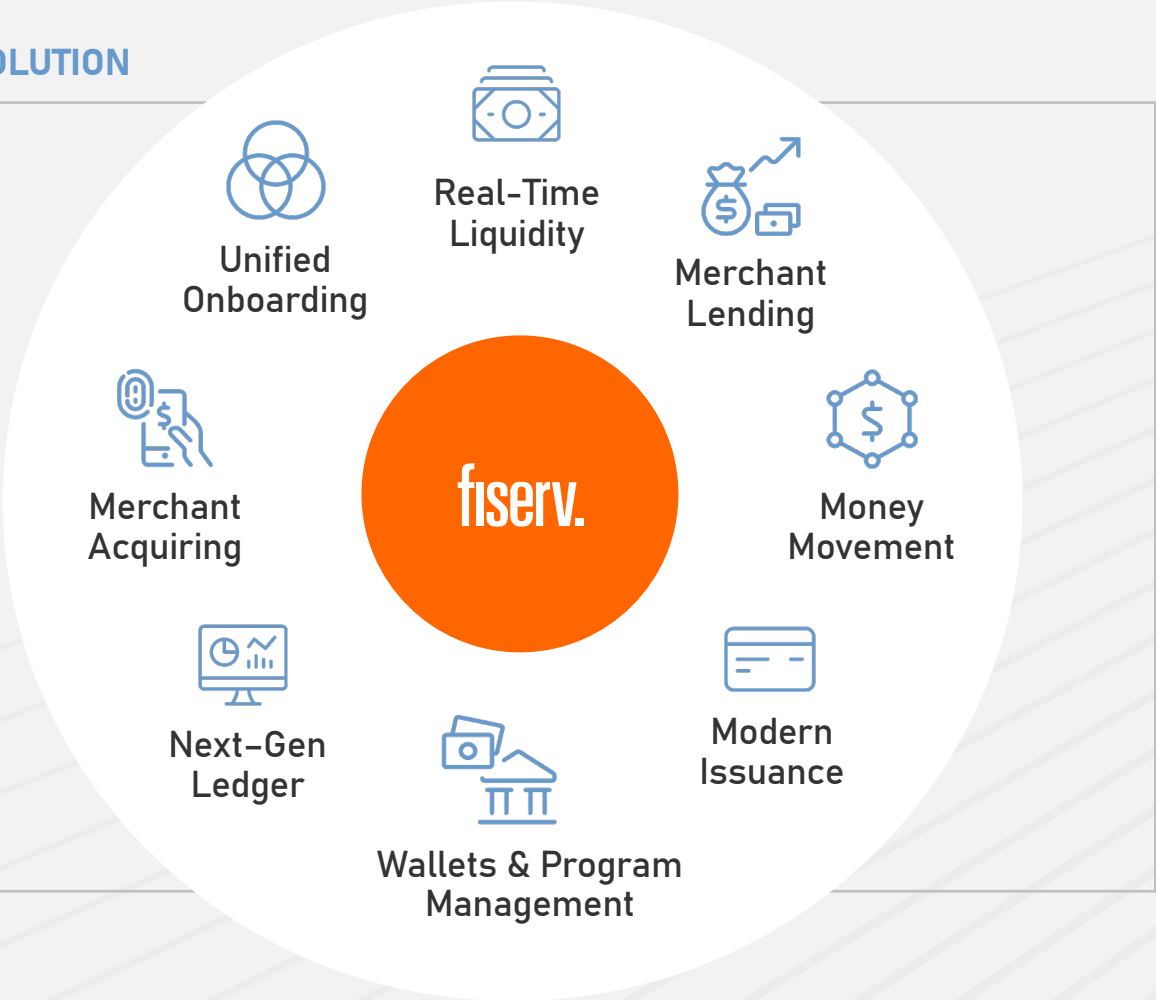 OLUTION
Real-Time
Liquidity
Unified
Onboarding
Merchant
Lending
Merchant
Acquiring
fiserv.
Money
Movement
Next-Gen
Ledger
Modern
Issuance
Wallets & Program
Management